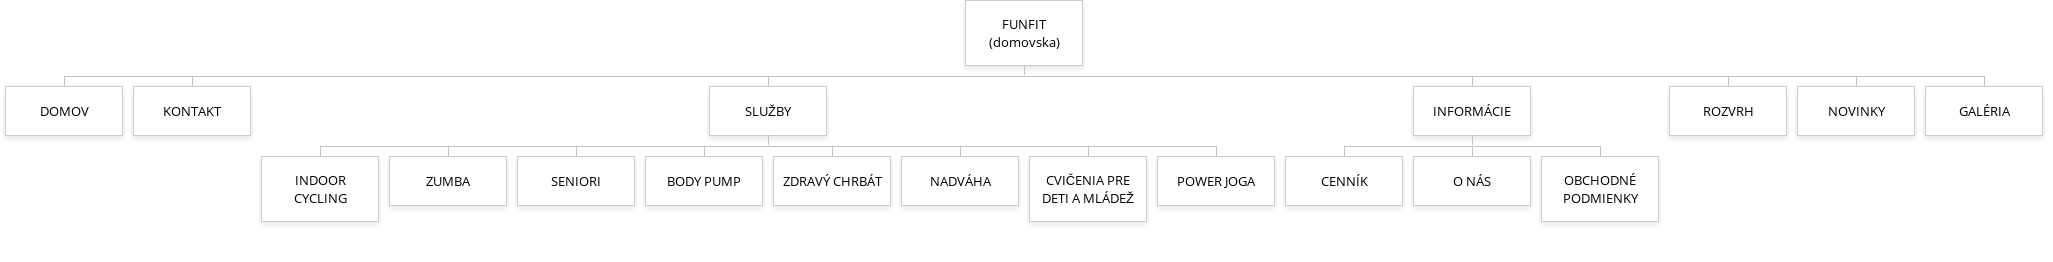 FUNFIT
(domovska)
DOMOV
KONTAKT
SLUŽBY
INFORMÁCIE
ROZVRH
NOVINKY
GALÉRIA
INDOOR
CYCLING
ZUMBA
SENIORI
BODY PUMP
ZDRAVÝ CHRBÁT
NADVÁHA
CVIČENIA PRE
DETI A MLÁDEŽ
POWER JOGA
CENNÍK
O NÁS
OBCHODNÉ
PODMIENKY